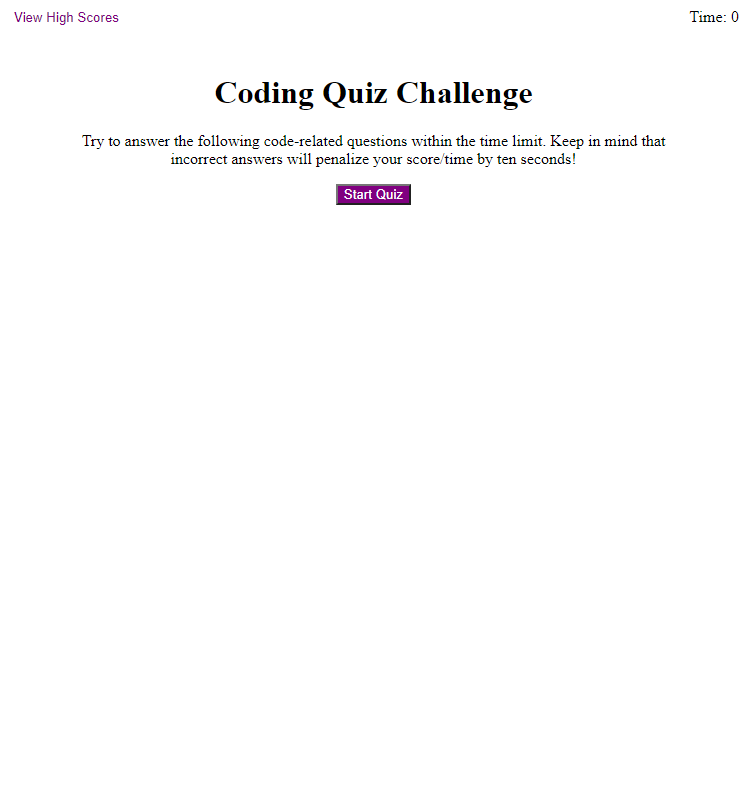 View High Scores
Time: 0
Coding Quiz Challenge
Try to answer the following code-related questions within the time limit. Keep in mind that
incorrect answers will penalize your score/time by ten seconds!
Start Quiz